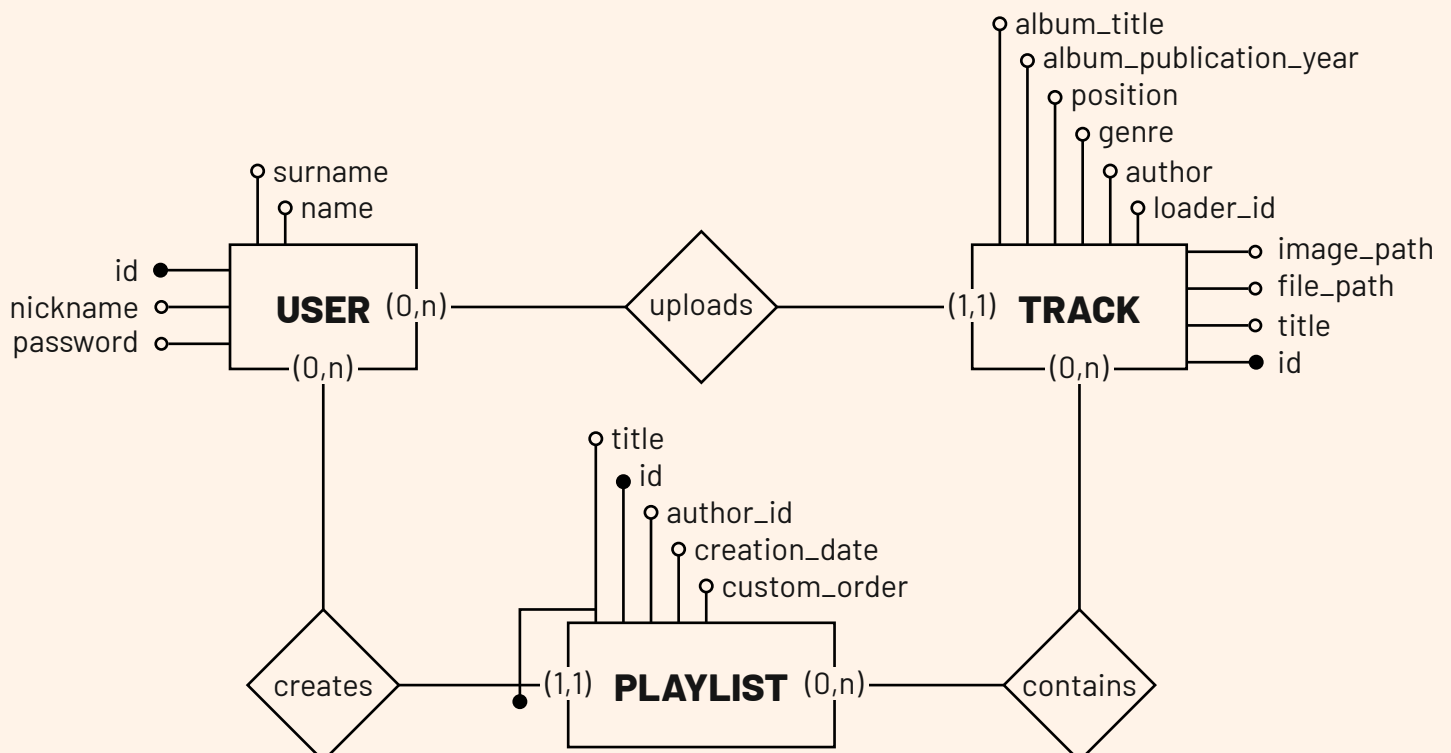 album_title
album_publication_year
position
genre
surname
author
name
loader_id
image_path
id
file_path
nickname
USER (0,n)
uploads
(1,1) TRACK
title
password
(0,n)
(0,n)
id
title
id
author_id
creation_date
custom_order
creates
(1,1) PLAYLIST (0,n)
contains